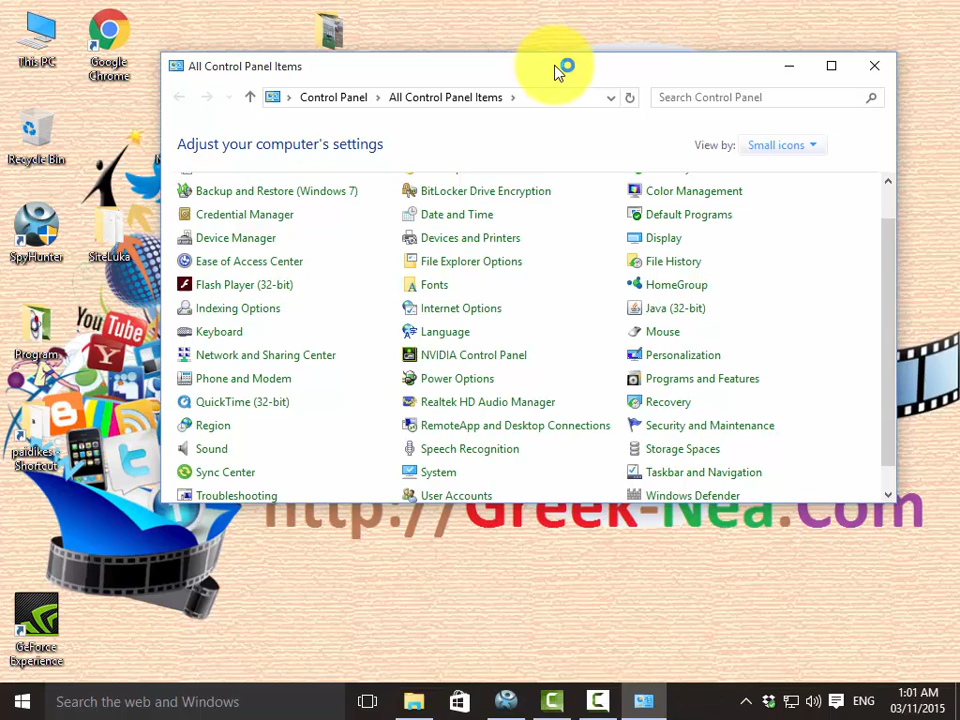 This PC
Google
Chrome
All Control Panel Items
Control Panel
All Control Panel Items
Search Control Panel
Adjust your computer's settings
View by:
Small icons
Recycle Bin
Backup and Restore (Windows 7)
BitLocker Drive Encryption
Color Management
Credential Manager
Date and Time
Default Programs
Device Manager
Devices and Printers
Display
Ease of Access Center
File Explorer Options
File History
Flash Player (32-bit)
Fonts
HomeGroup
Indexing Options
Internet Options
Java (32-bit)
Keyboard
Language
Mouse
Network and Sharing Center
NVIDIA Control Panel
Personalization
Phone and Modem
Power Options
Programs and Features
QuickTime (32-bit)
Realtek HD Audio Manager
Recovery
Region
RemoteApp and Desktop Connections
Security and Maintenance
Sound
Speech Recognition
Storage Spaces
Sync Center
System
Taskbar and Navigation
Troubleshooting
User Accounts
Windows Defender
SpyHunter
SiteLuka
You Tube
Program
paidikes -
Shortcut
http://Greek-Nea.Com
GeForce
Experience
Search the web and Windows
ENG
1:01 AM
03/11/2015